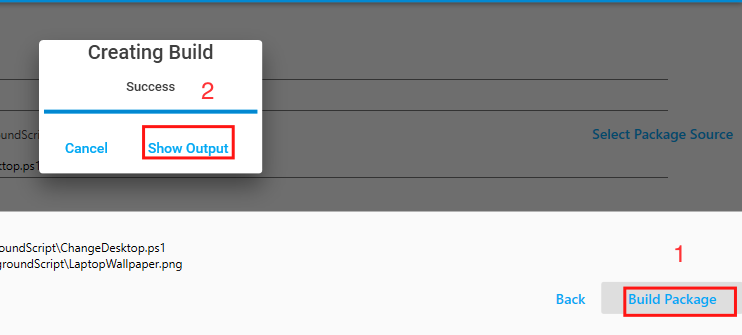 Creating Build
Success
2
Cancel
Show Output
oundScrip
Select Package Source
ktop.ps1
oundScript\ChangeDesktop.ps1
groundScript\LaptopWallpaper.png
1
Back
Build Package